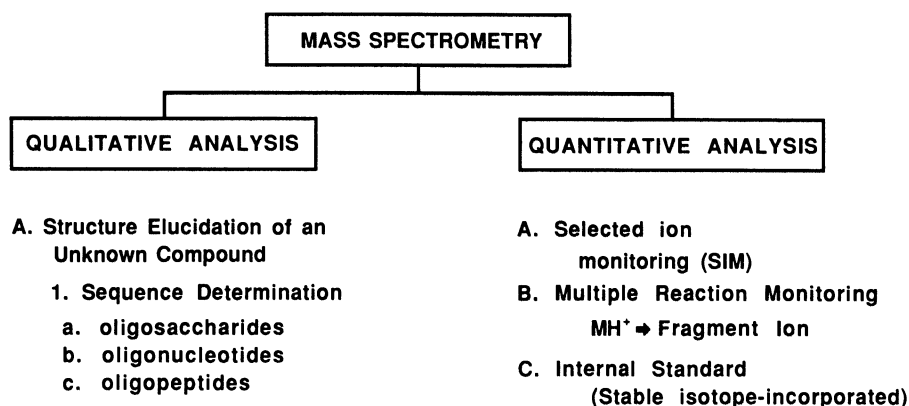 MASS SPECTROMETRY
QUALITATIVE ANALYSIS
A. Structure Elucidation of an
Unknown Compound
1. Sequence Determination
a. oligosaccharides
b. oligonucleotides
c. oligopeptides
QUANTITATIVE ANALYSIS
A. Selected ion
monitoring (SIM)
B. Multiple Reaction Monitoring
MH⁺ ➡ Fragment Ion
C. Internal Standard
(Stable isotope-incorporated)